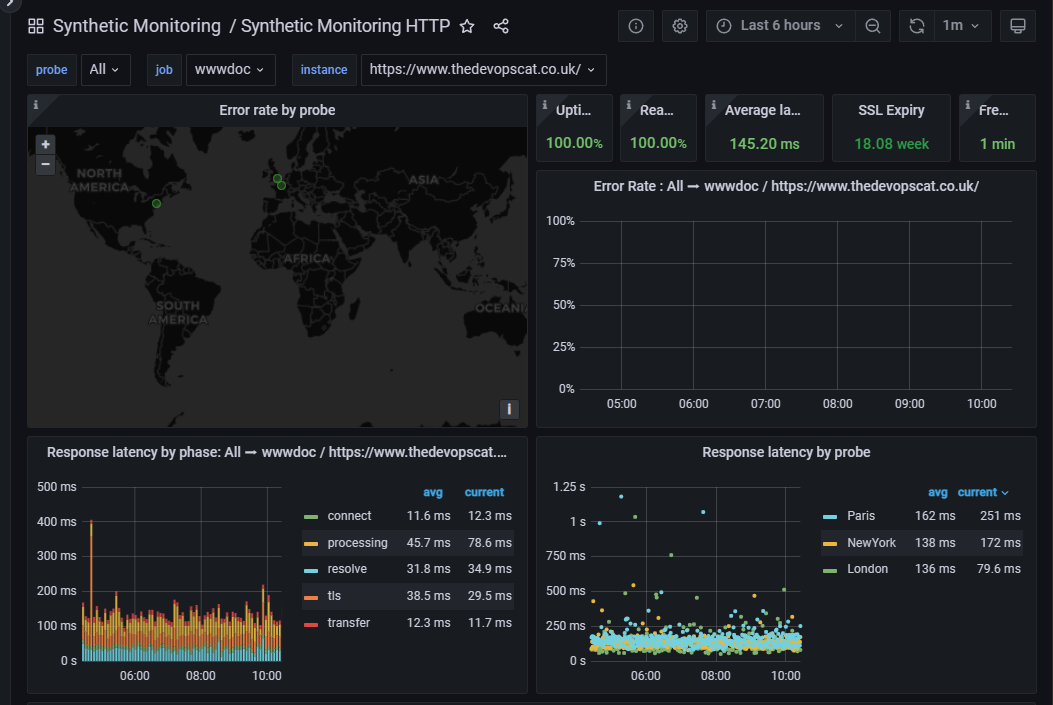 Synthetic Monitoring / Synthetic Monitoring HTTP
Last 6 hours
1m
probe All job wwwdoc instance https://www.thedevopscat.co.uk/
i Error rate by probe
+
−
NORTH
AMERICA
ASIA
AFRICA
SOUTH
AMERICA
OCEANI
i
i Upti...
100.00%
i Rea...
100.00%
i Average la...
145.20 ms
SSL Expiry
18.08 week
i Fre...
1 min
Error Rate : All → wwwdoc / https://www.thedevopscat.co.uk/
100%
75%
50%
25%
0%
05:00 06:00 07:00 08:00 09:00 10:00
Response latency by phase: All → wwwdoc / https://www.thedevopscat....
500 ms
400 ms
300 ms
200 ms
100 ms
0 s
06:00 08:00 10:00
avg current
connect 11.6 ms 12.3 ms
processing 45.7 ms 78.6 ms
resolve 31.8 ms 34.9 ms
tls 38.5 ms 29.5 ms
transfer 12.3 ms 11.7 ms
Response latency by probe
1.25 s
1 s
750 ms
500 ms
250 ms
0 s
06:00 08:00 10:00
avg current
Paris 162 ms 251 ms
NewYork 138 ms 172 ms
London 136 ms 79.6 ms